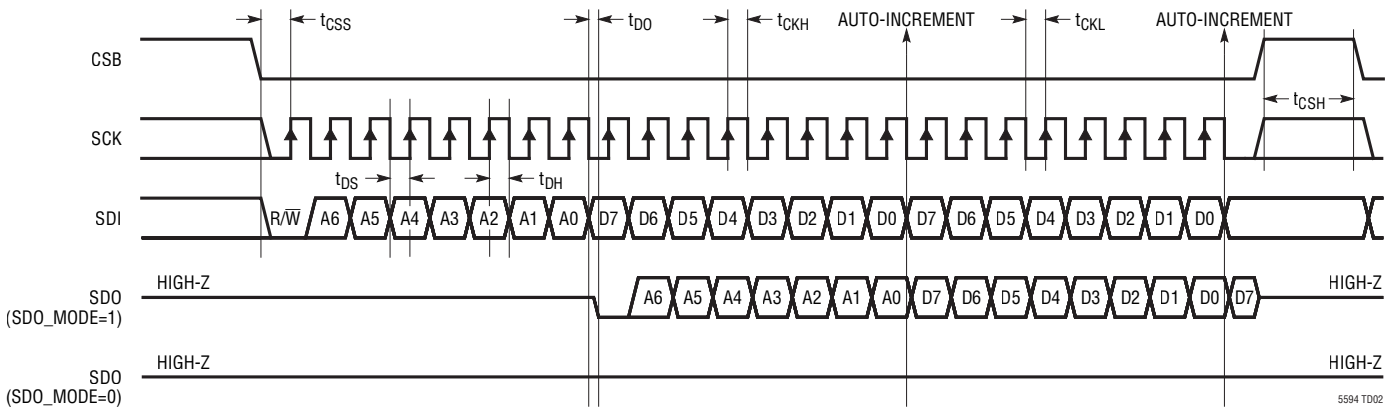 tCSS
tDO
tCKH
AUTO-INCREMENT
tCKL
AUTO-INCREMENT
CSB
tCSH
SCK
tDS
tDH
SDI
R/W̅ A6 A5 A4 A3 A2 A1 A0 D7 D6 D5 D4 D3 D2 D1 D0 D7 D6 D5 D4 D3 D2 D1 D0
HIGH-Z
SDO
(SDO_MODE=1)
A6 A5 A4 A3 A2 A1 A0 D7 D6 D5 D4 D3 D2 D1 D0 D7
HIGH-Z
HIGH-Z
SDO
(SDO_MODE=0)
HIGH-Z
5594 TD02